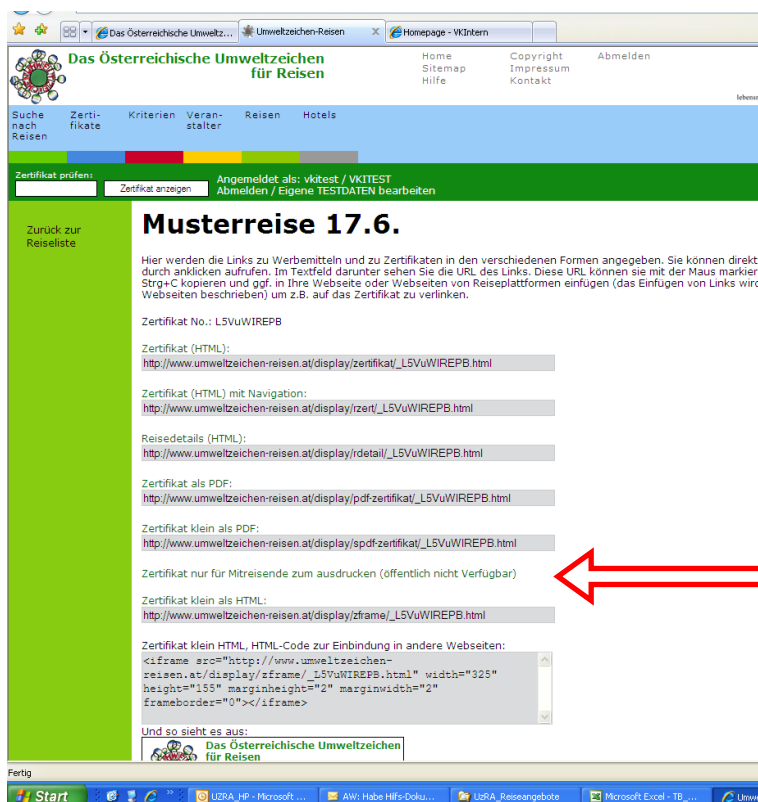 Das Österreichische Umweltz...
Umweltzeichen-Reisen
Homepage - VKIntern
Das Österreichische Umweltzeichen
für Reisen
Home
Sitemap
Hilfe
Copyright
Impressum
Kontakt
Abmelden
Suche
nach
Reisen
Zerti-
fikate
Kriterien
Veran-
stalter
Reisen
Hotels
Zertifikat prüfen:
Zertifikat anzeigen
Angemeldet als: vkitest / VKITEST
Abmelden / Eigene TESTDATEN bearbeiten
Zurück zur
Reiseliste
Musterreise 17.6.
Hier werden die Links zu Werbemitteln und zu Zertifikaten in den verschiedenen Formen angegeben. Sie können direkt
durch anklicken aufrufen. Im Textfeld darunter sehen Sie die URL des Links. Diese URL können sie mit der Maus markier
Strg+C kopieren und ggf. in Ihre Webseite oder Webseiten von Reiseplattformen einfügen (das Einfügen von Links wird
Webseiten beschrieben) um z.B. auf das Zertifikat zu verlinken.
Zertifikat No.: L5VuWIREPB
Zertifikat (HTML):
http://www.umweltzeichen-reisen.at/display/zertifikat/_L5VuWIREPB.html
Zertifikat (HTML) mit Navigation:
http://www.umweltzeichen-reisen.at/display/rzert/_L5VuWIREPB.html
Reisedetails (HTML):
http://www.umweltzeichen-reisen.at/display/rdetail/_L5VuWIREPB.html
Zertifikat als PDF:
http://www.umweltzeichen-reisen.at/display/pdf-zertifikat/_L5VuWIREPB.html
Zertifikat klein als PDF:
http://www.umweltzeichen-reisen.at/display/spdf-zertifikat/_L5VuWIREPB.html
Zertifikat nur für Mitreisende zum ausdrucken (öffentlich nicht Verfügbar)
Zertifikat klein als HTML:
http://www.umweltzeichen-reisen.at/display/zframe/_L5VuWIREPB.html
Zertifikat klein HTML, HTML-Code zur Einbindung in andere Webseiten:
<iframe src="http://www.umweltzeichen-
reisen.at/display/zframe/_L5VuWIREPB.html" width="325"
height="155" marginheight="2" marginwidth="2"
frameborder="0"></iframe>
Und so sieht es aus:
Das Österreichische Umweltzeichen
für Reisen
Fertig
Start
UZRA_HP - Microsoft ...
AW: Habe Hilfs-Doku...
UzRA_Reiseangebote
Microsoft Excel - TB_...